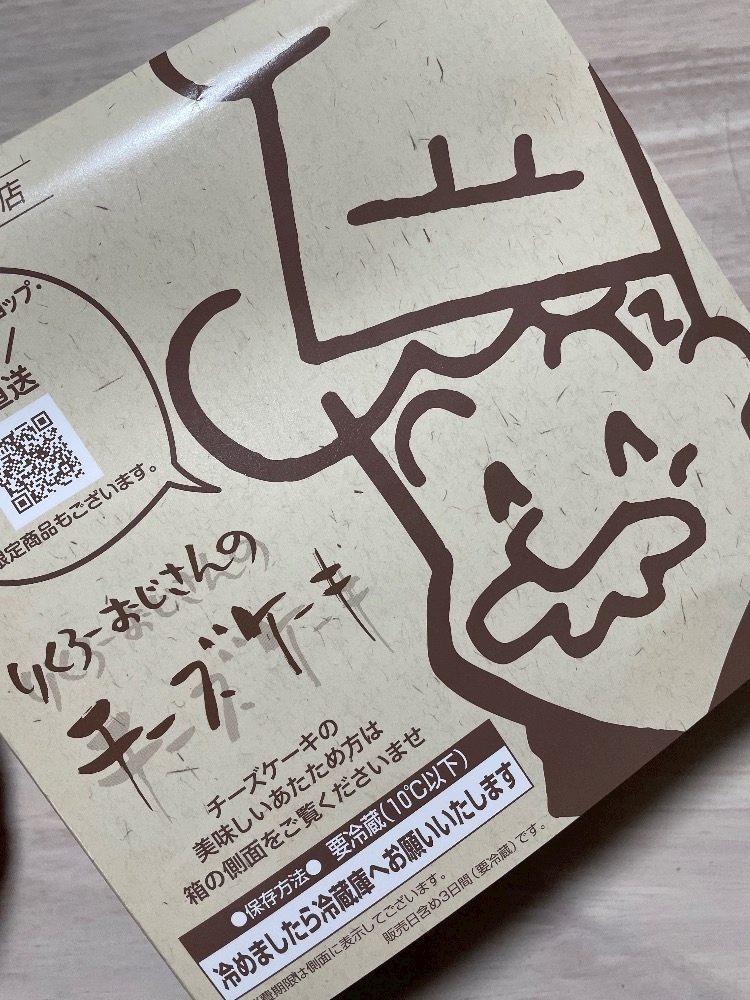 店
ョップ・
直送
限定商品もございます。
りくろーおじさんの
チーズケーキ
チーズケーキの
美味しいあたため方は
箱の側面をご覧くださいませ
●保存方法● 要冷蔵(10℃以下)
冷めましたら冷蔵庫へお願いいたします
消費期限は側面に表示してございます。
販売日含め3日間(要冷蔵)です。